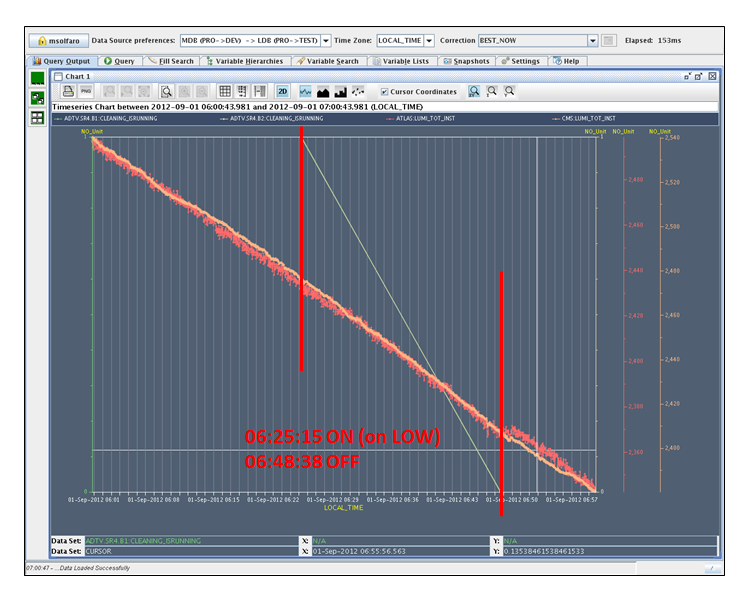 msolfaro Data Source preferences: MDB (PRO->DEV) -> LDB (PRO->TEST) Time Zone: LOCAL_TIME Correction BEST_NOW Elapsed: 153ms
Query Output Query Fill Search Variable Hierarchies Variable Search Variable Lists Snapshots Settings Help
Chart 1
PNG 2D Cursor Coordinates
Timeseries Chart between 2012-09-01 06:00:43.981 and 2012-09-01 07:00:43.981 (LOCAL_TIME)
ADTV.SR4.B1:CLEANING_ISRUNNING ADTV.SR4.B2:CLEANING_ISRUNNING ATLAS:LUMI_TOT_INST CMS:LUMI_TOT_INST
NO_Unit NO_Unit NO_Unit NO_Unit
1 1 2,540
2,480 2,520
2,460 2,500
2,440 2,480
2,420 2,460
2,400 2,440
2,380 2,420
2,360 2,400
06:25:15 ON (on LOW)
06:48:38 OFF
0 0
01-Sep-2012 06:01 01-Sep-2012 06:08 01-Sep-2012 06:15 01-Sep-2012 06:22 01-Sep-2012 06:29 01-Sep-2012 06:36 01-Sep-2012 06:43 01-Sep-2012 06:50 01-Sep-2012 06:57
LOCAL_TIME
Data Set: ADTV.SR4.B1:CLEANING_ISRUNNING X: N/A Y: N/A
Data Set: CURSOR X: 01-Sep-2012 06:55:56.563 Y: 0.13538461538461533
07:00:47 - ...Data Loaded Successfully